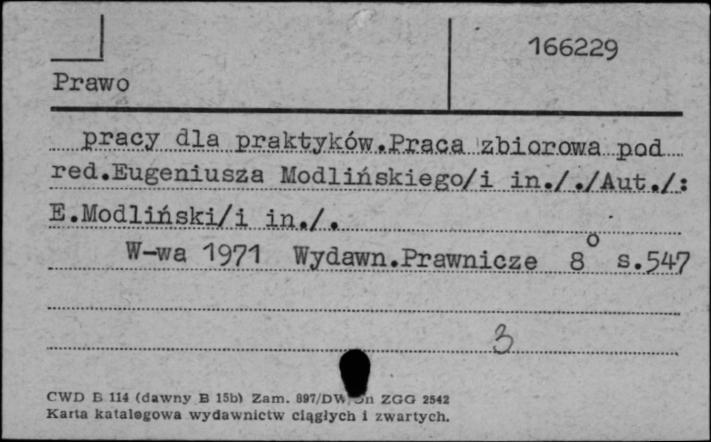 166229
Prawo
pracy dla praktyków.Praca zbiorowa pod
red.Eugeniusza Modlińskiego/i in././Aut./:
E.Modliński/i in./.
W-wa 1971 Wydawn.Prawnicze 8° s.547
3
CWD B 114 (dawny B 15b) Zam. 897/DW ZGG 2542
Karta katalogowa wydawnictw ciągłych i zwartych.